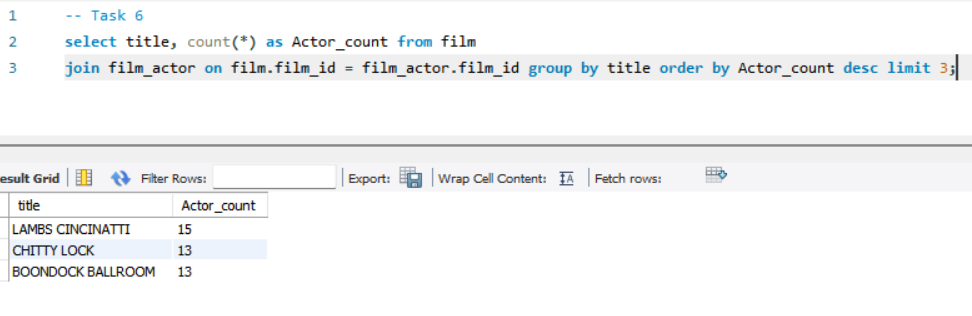 1 -- Task 6
2 select title, count(*) as Actor_count from film
3 join film_actor on film.film_id = film_actor.film_id group by title order by Actor_count desc limit 3;
esult Grid Filter Rows: Export: Wrap Cell Content: IA Fetch rows:
title Actor_count
LAMBS CINCINATTI 15
CHITTY LOCK 13
BOONDOCK BALLROOM 13